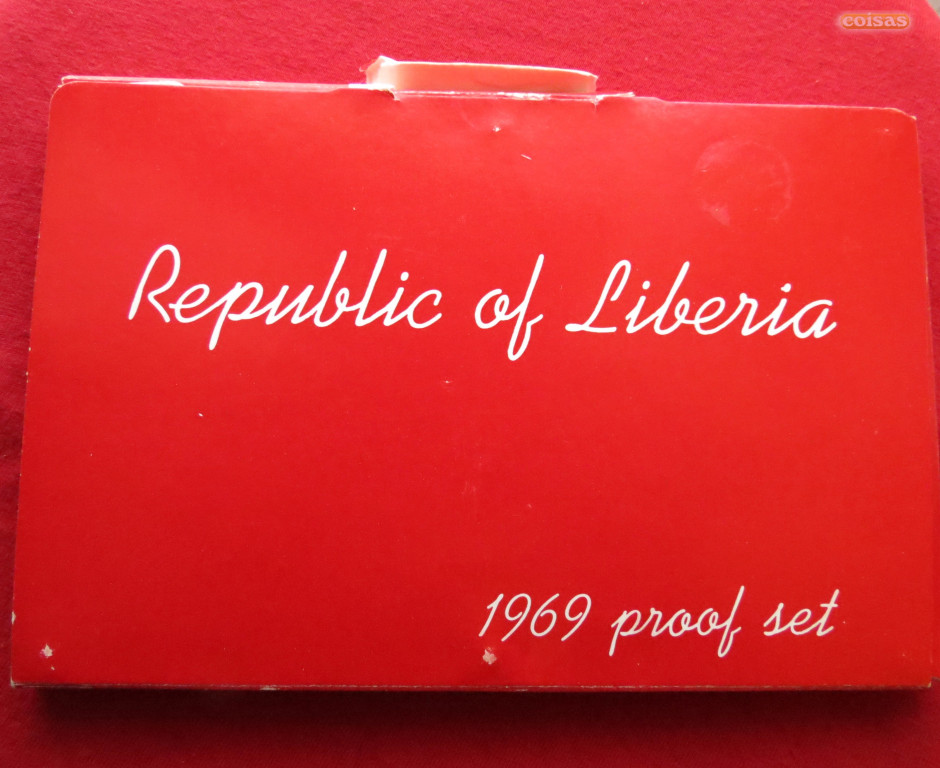 coisas
Republic of Liberia
1969 proof set